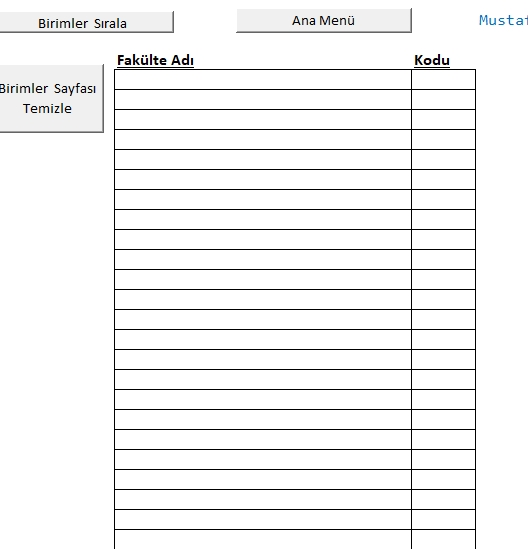 Birimler Sırala
Ana Menü
Fakülte Adı
Kodu
Birimler Sayfası
Temizle